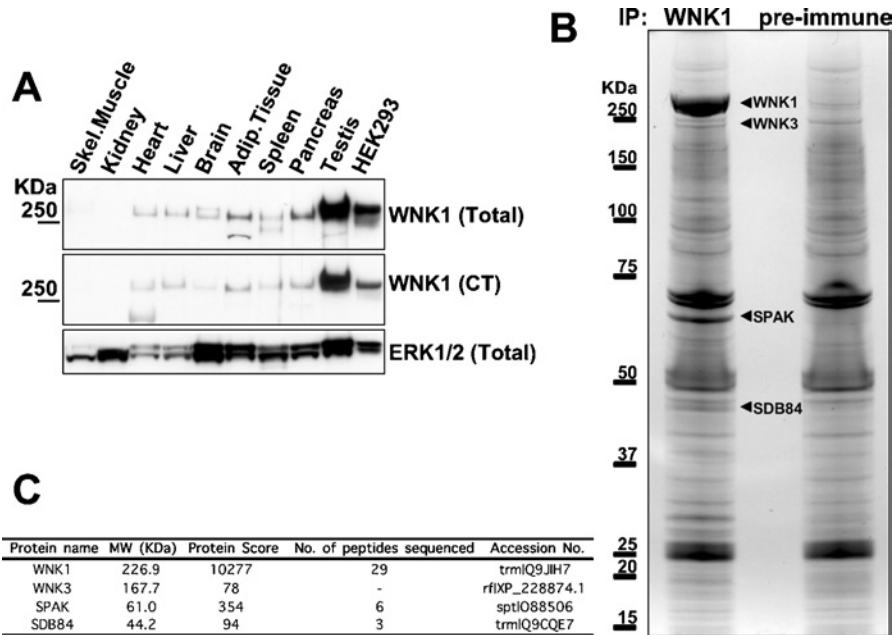 A
Skel.Muscle
Kidney
Heart
Liver
Brain
Adip.Tissue
Spleen
Pancreas
Testis
HEK293
KDa
250
WNK1 (Total)
250
WNK1 (CT)
ERK1/2 (Total)
B
IP: WNK1 pre-immune
KDa
250
WNK1
WNK3
150
100
75
SPAK
50
SDB84
37
25
20
15
C
Protein name MW (KDa) Protein Score No. of peptides sequenced Accession No.
WNK1 226.9 10277 29 trm|Q9JIH7
WNK3 167.7 78 - rf|XP_228874.1
SPAK 61.0 354 6 spt|O88506
SDB84 44.2 94 3 trm|Q9CQE7